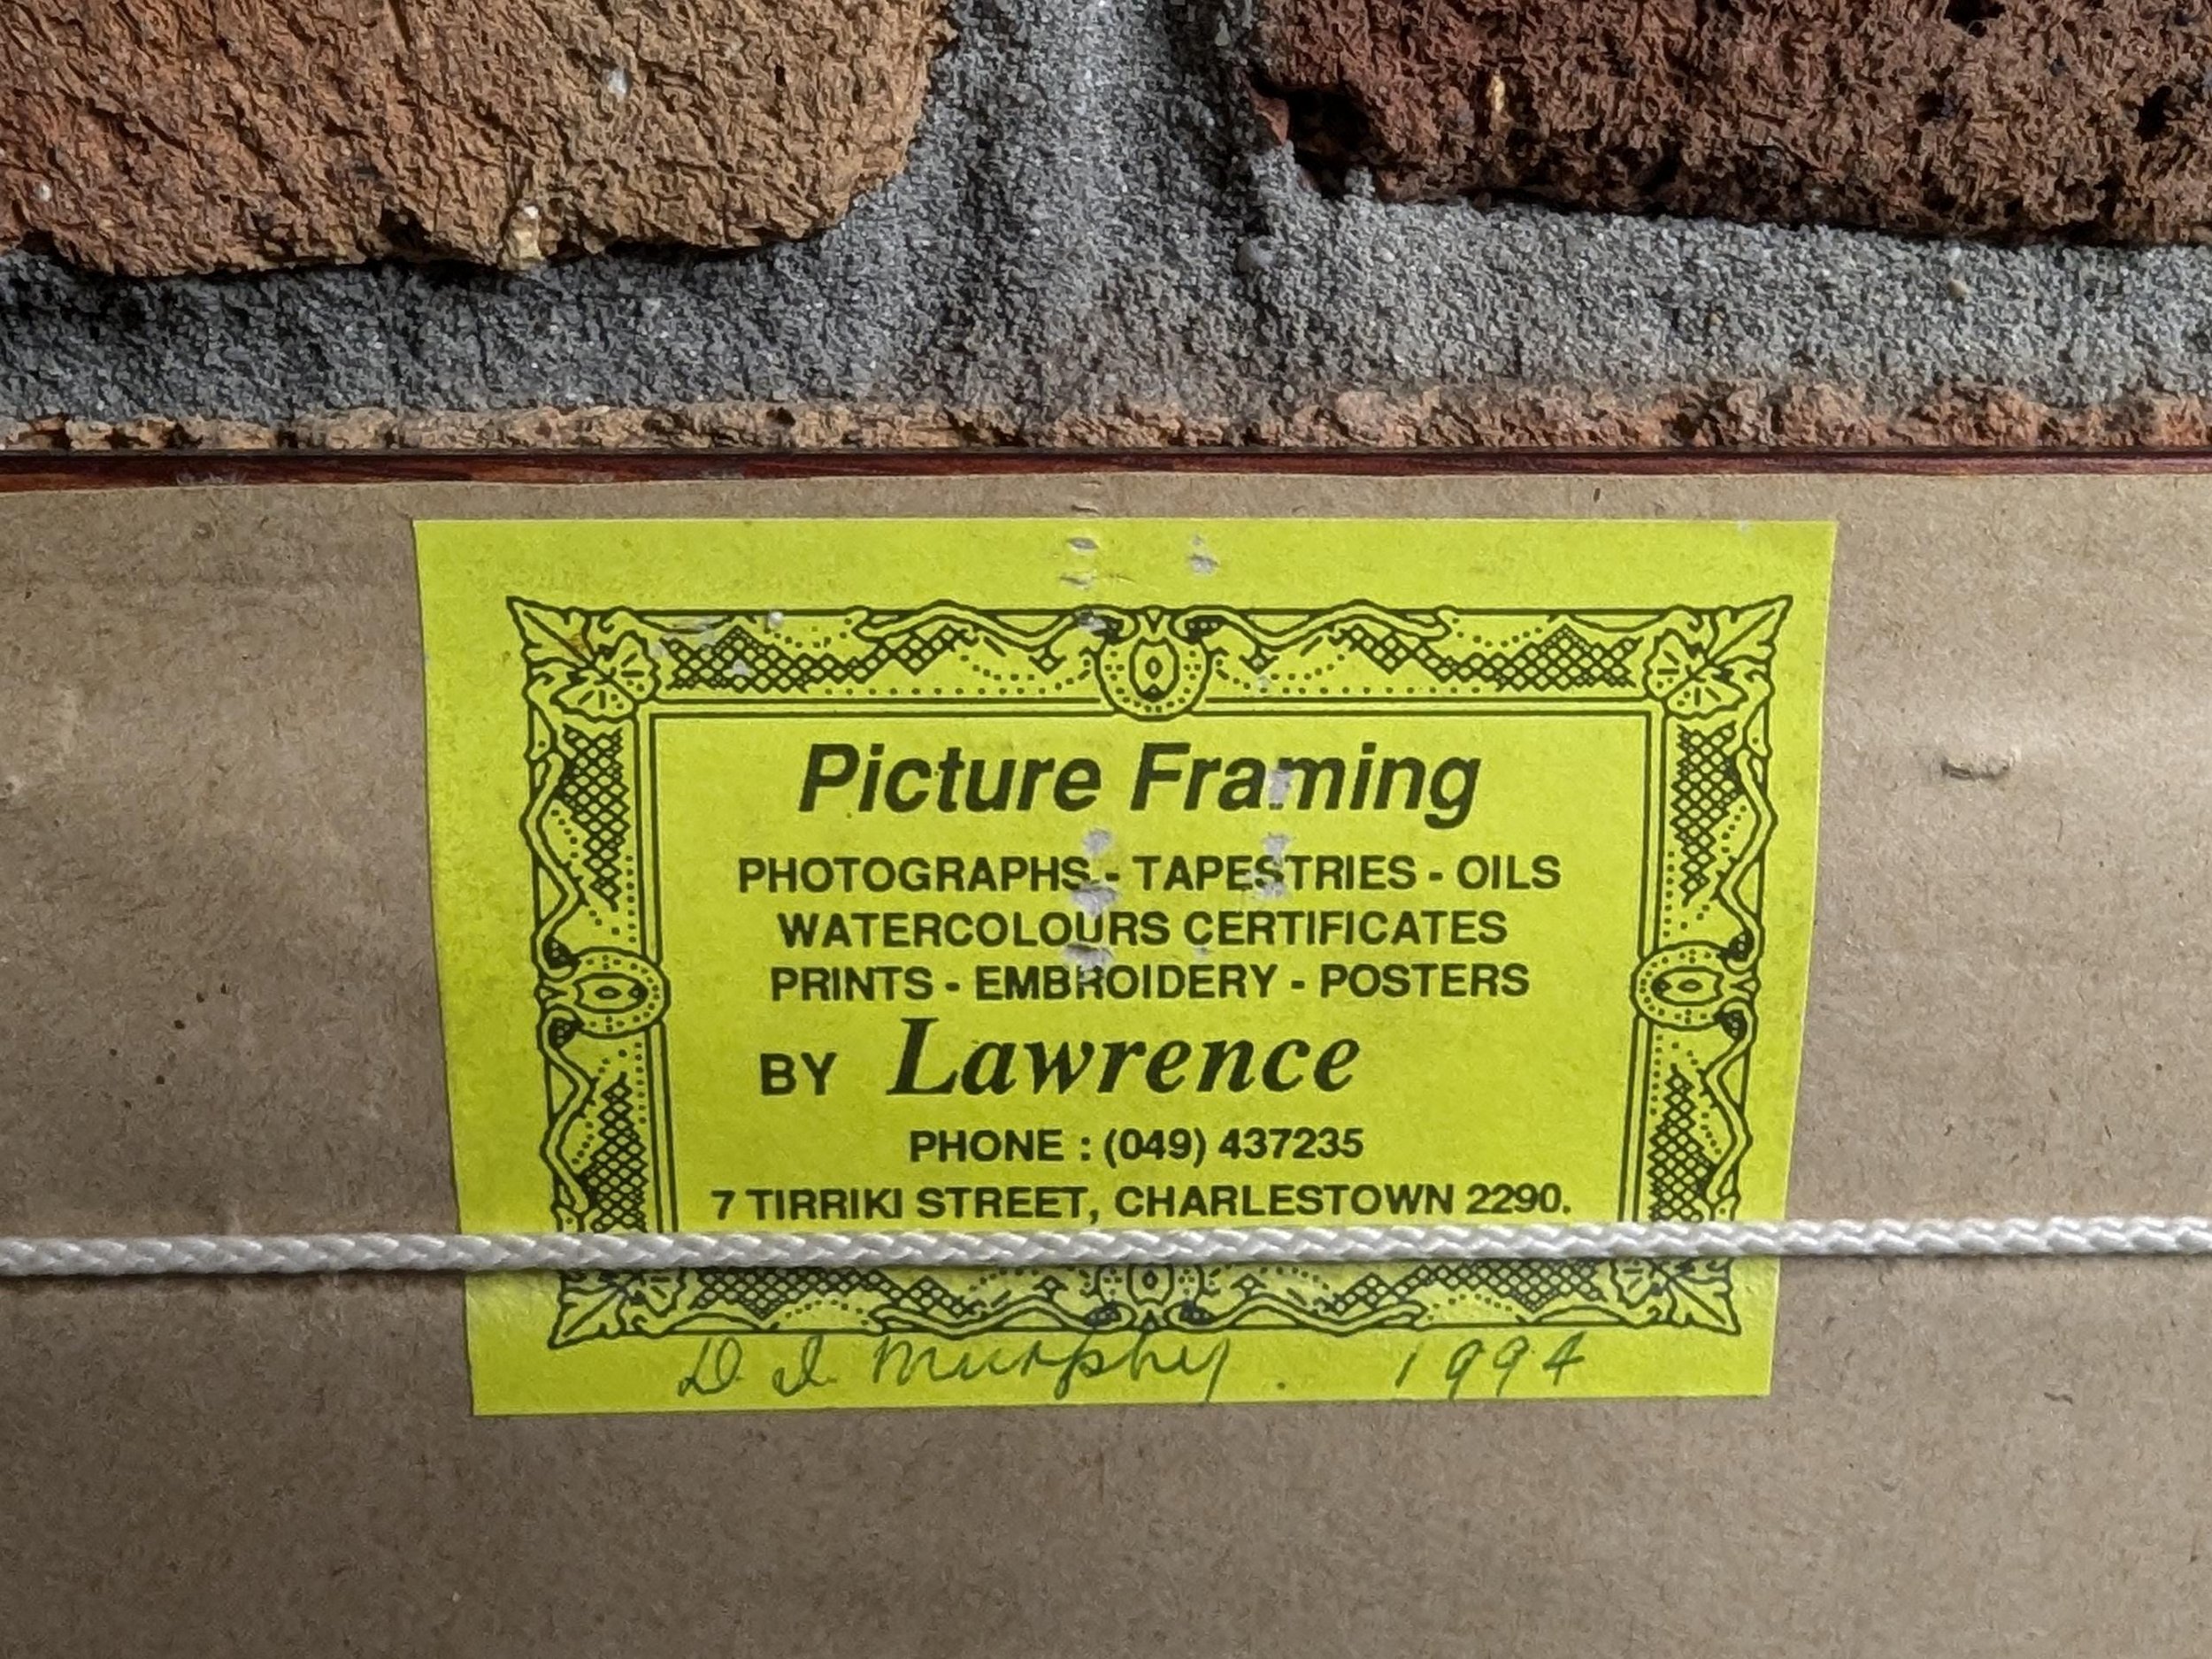 Picture Framing
PHOTOGRAPHS - TAPESTRIES - OILS
WATERCOLOURS CERTIFICATES
PRINTS - EMBROIDERY - POSTERS
BY Lawrence
PHONE : (049) 437235
7 TIRRIKI STREET, CHARLESTOWN 2290.
D. I. Murphy. 1994